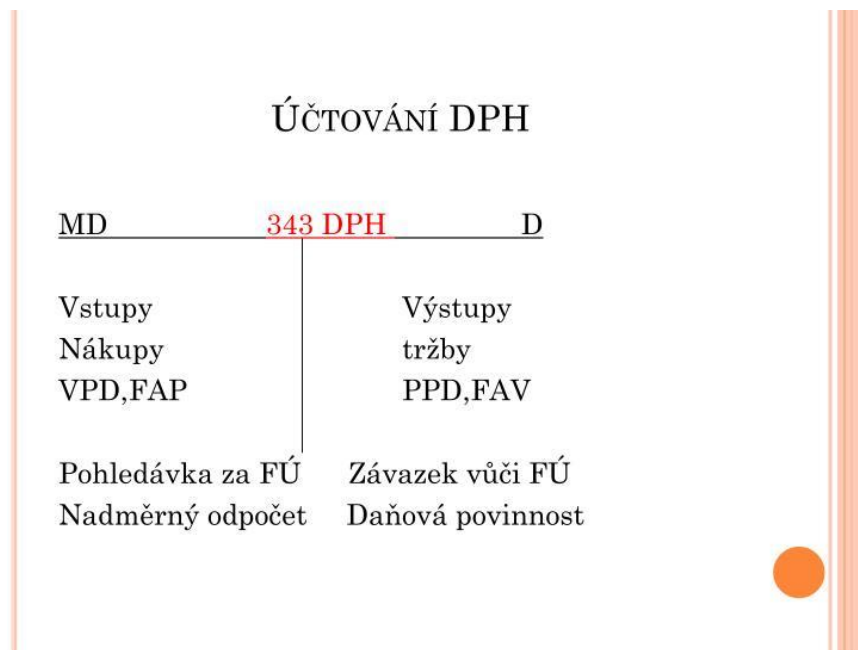 ÚČTOVÁNÍ DPH
MD 343 DPH D
Vstupy Výstupy
Nákupy tržby
VPD,FAP PPD,FAV
Pohledávka za FÚ Závazek vůči FÚ
Nadměrný odpočet Daňová povinnost